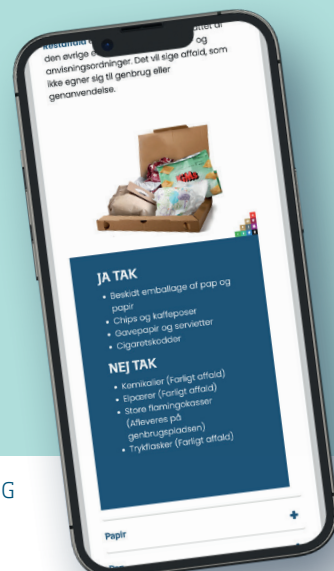 Restaffald
den øvrige
og
anvisningsordninger. Det vil sige affald, som
ikke egner sig til genbrug eller
genanvendelse.
JA TAK
• Beskidt emballage af pap og
papir
• Chips og kaffeposer
• Gavepapir og servietter
• Cigaretskodder
NEJ TAK
• Kemikalier (Farligt affald)
• Elpærer (Farligt affald)
• Store flamingokasser
(Afleveres på
genbrugspladsen)
• Trykflasker (Farligt affald)
G
Papir +